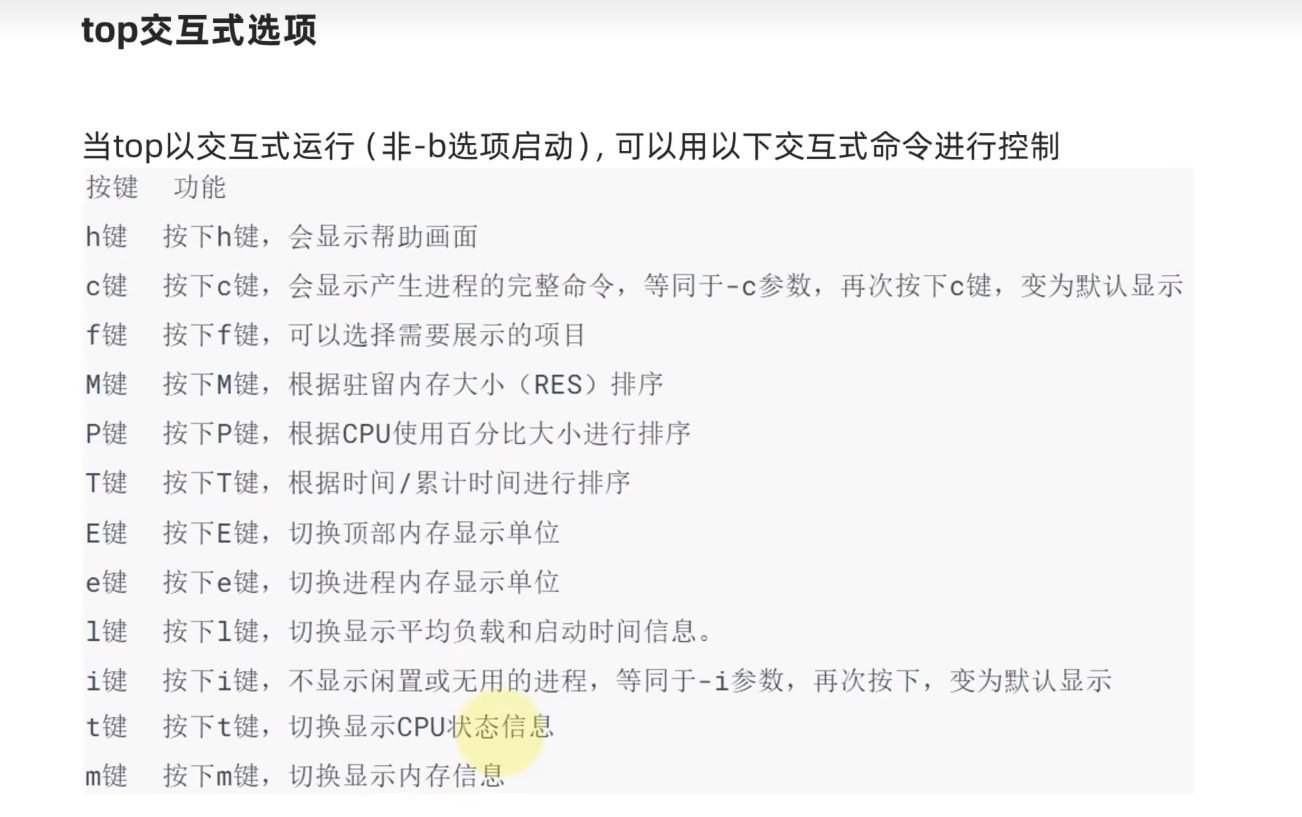 top交互式选项
当top以交互式运行（非-b选项启动），可以用以下交互式命令进行控制
按键 功能
h键 按下h键，会显示帮助画面
c键 按下c键，会显示产生进程的完整命令，等同于-c参数，再次按下c键，变为默认显示
f键 按下f键，可以选择需要展示的项目
M键 按下M键，根据驻留内存大小（RES）排序
P键 按下P键，根据CPU使用百分比大小进行排序
T键 按下T键，根据时间/累计时间进行排序
E键 按下E键，切换顶部内存显示单位
e键 按下e键，切换进程内存显示单位
l键 按下l键，切换显示平均负载和启动时间信息。
i键 按下i键，不显示闲置或无用的进程，等同于-i参数，再次按下，变为默认显示
t键 按下t键，切换显示CPU状态信息
m键 按下m键，切换显示内存信息